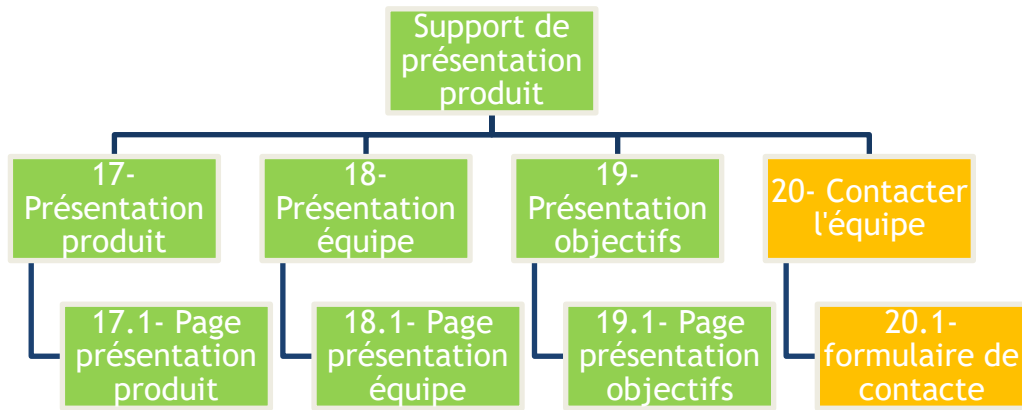 Support de
présentation
produit
17-
Présentation
produit
18-
Présentation
équipe
19-
Présentation
objectifs
20- Contacter
l'équipe
17.1- Page
présentation
produit
18.1- Page
présentation
équipe
19.1- Page
présentation
objectifs
20.1-
formulaire de
contacte